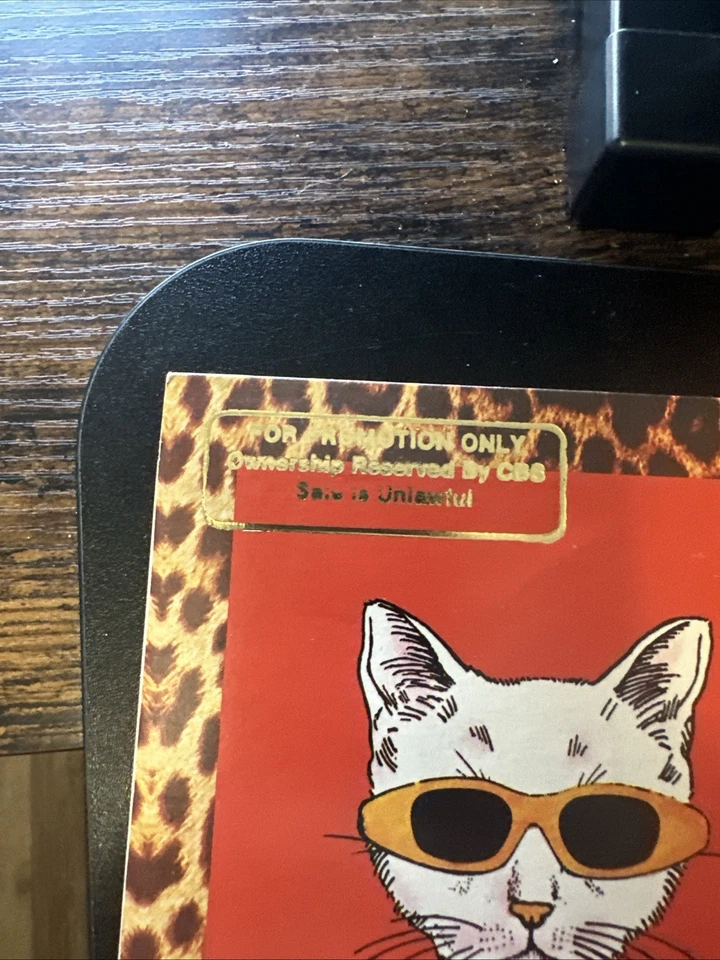 FOR PROMOTION ONLY
Ownership Reserved By CBS
Sale is Unlawful